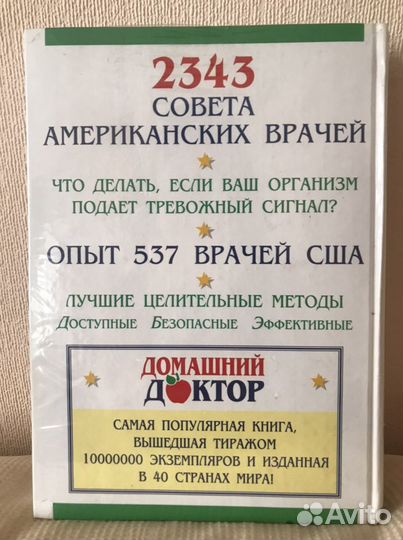 2343
СОВЕТА
АМЕРИКАНСКИХ ВРАЧЕЙ
ЧТО ДЕЛАТЬ, ЕСЛИ ВАШ ОРГАНИЗМ
ПОДАЕТ ТРЕВОЖНЫЙ СИГНАЛ?
ОПЫТ 537 ВРАЧЕЙ США
ЛУЧШИЕ ЦЕЛИТЕЛЬНЫЕ МЕТОДЫ
ДОСТУПНЫЕ БЕЗОПАСНЫЕ ЭФФЕКТИВНЫЕ
ДОМАШНИЙ
ДОКТОР
САМАЯ ПОПУЛЯРНАЯ КНИГА,
ВЫШЕДШАЯ ТИРАЖОМ
10000000 ЭКЗЕМПЛЯРОВ И ИЗДАННАЯ
В 40 СТРАНАХ МИРА!
Avito